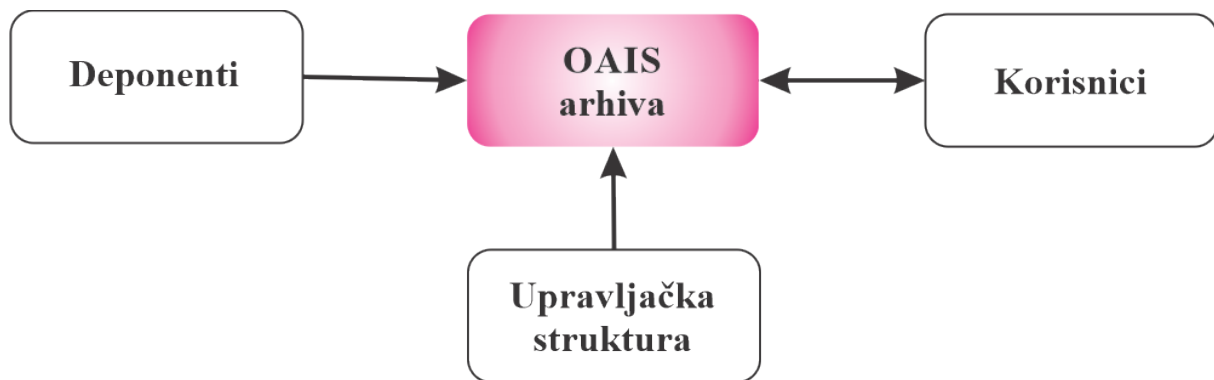 Deponenti
OAIS
arhiva
Korisnici
Upravljačka
struktura